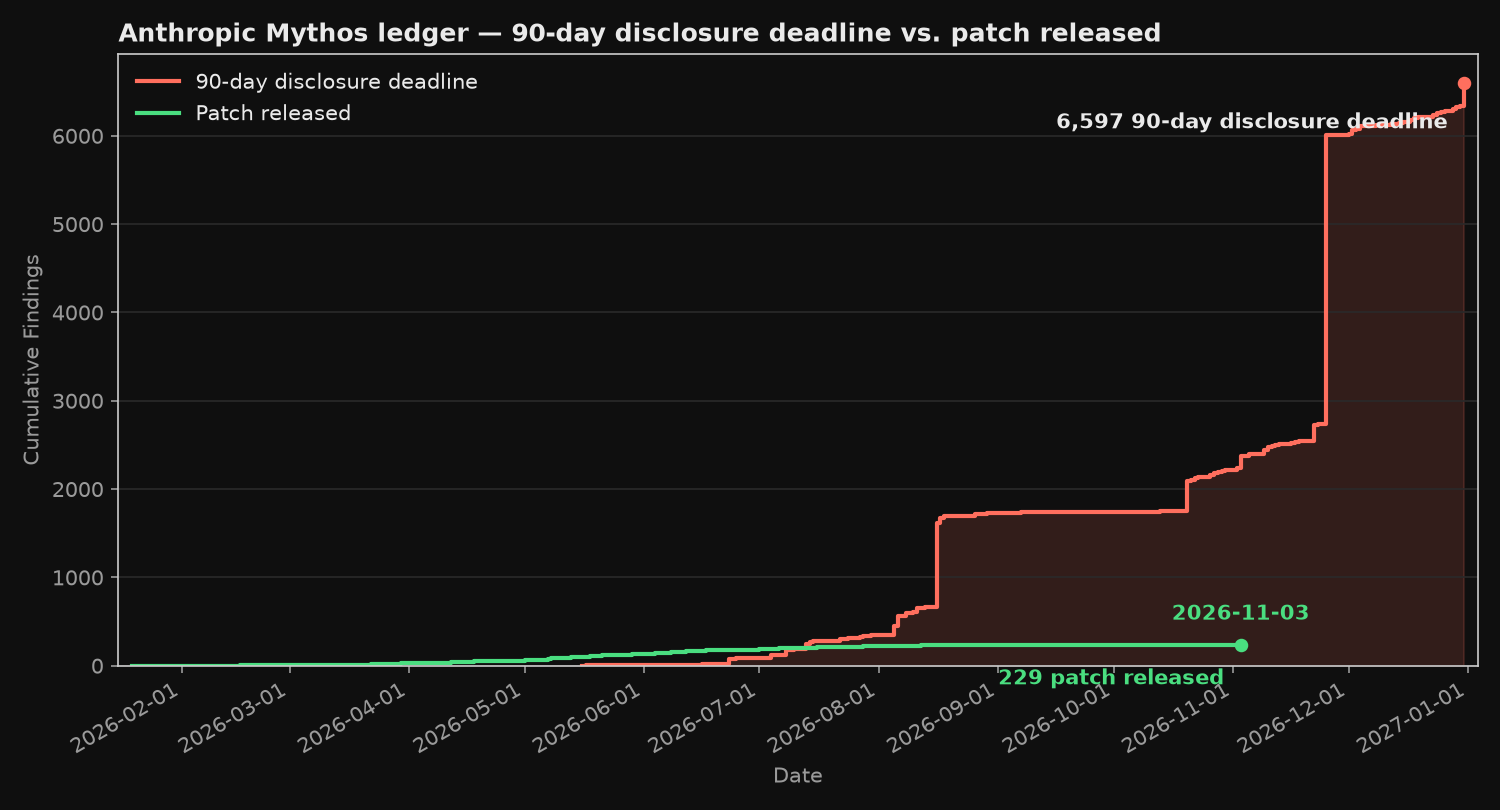 Anthropic Mythos ledger — 90-day disclosure deadline vs. patch released
90-day disclosure deadline
Patch released
6,597 90-day disclosure deadline
2026-11-03
229 patch released
Cumulative Findings
6000
5000
4000
3000
2000
1000
0
2026-02-01
2026-03-01
2026-04-01
2026-05-01
2026-06-01
2026-07-01
2026-08-01
2026-09-01
2026-10-01
2026-11-01
2026-12-01
2027-01-01
Date